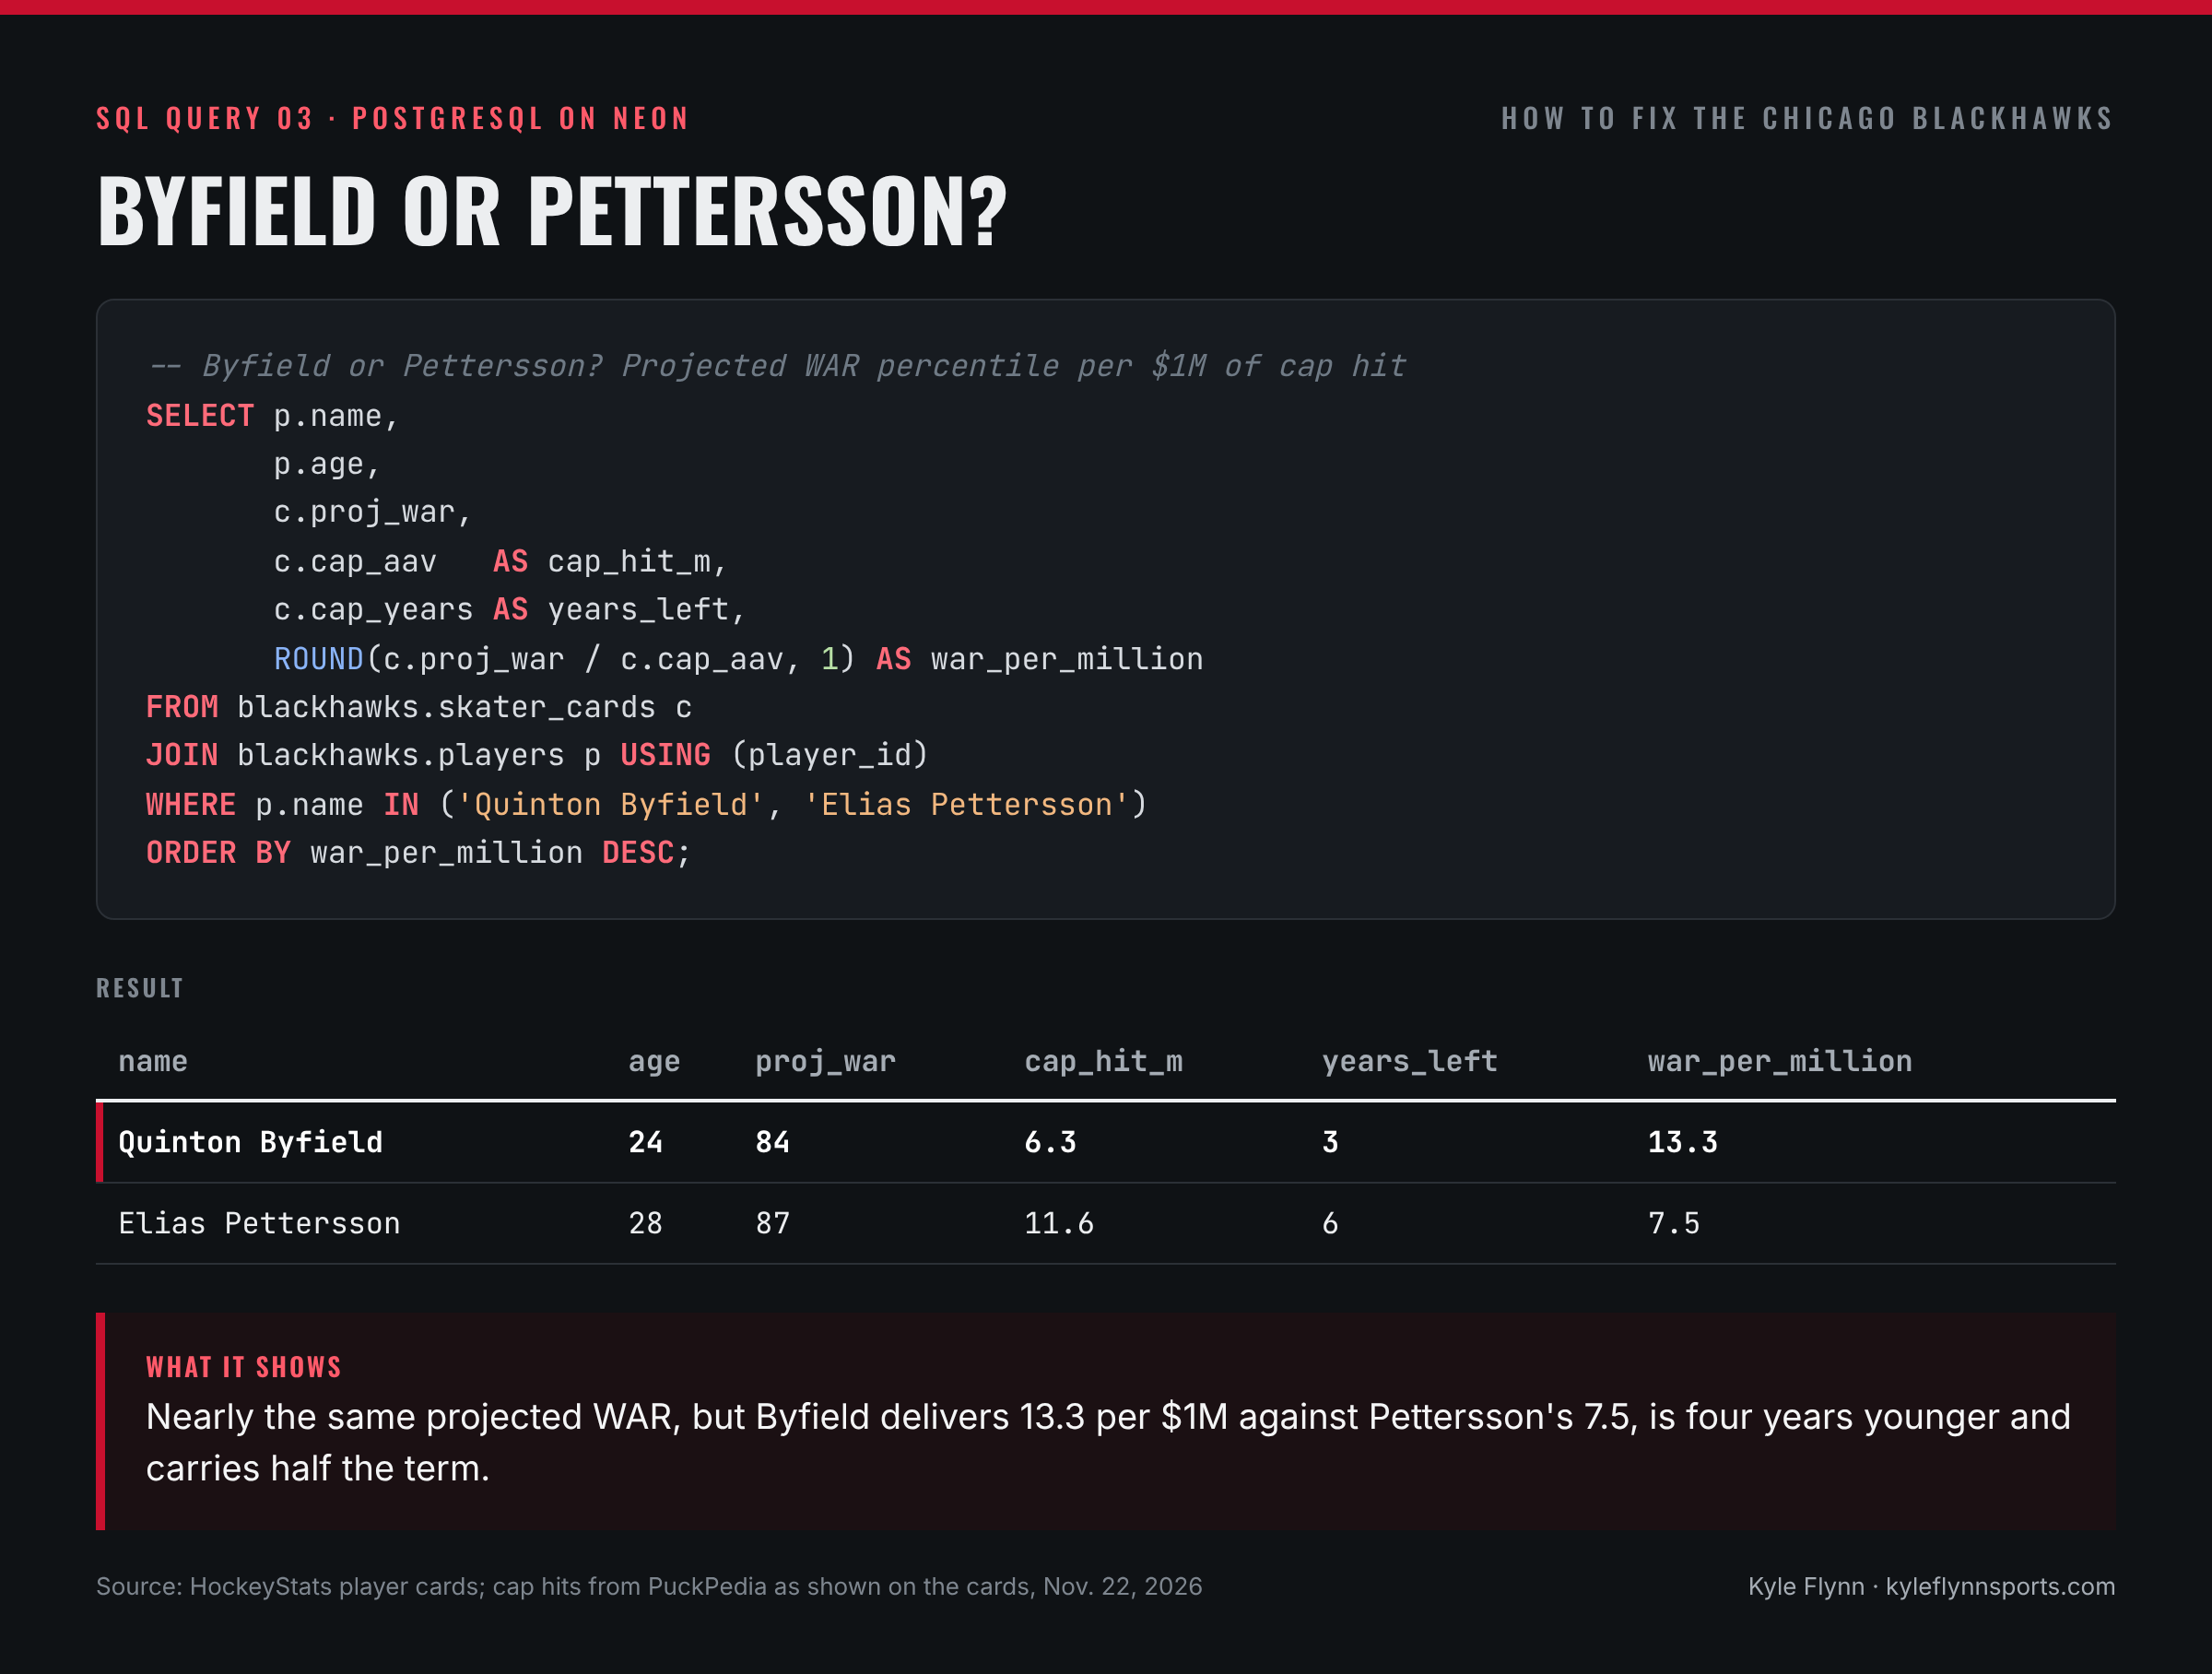 SQL QUERY 03 · POSTGRESQL ON NEON
HOW TO FIX THE CHICAGO BLACKHAWKS
BYFIELD OR PETTERSSON?
-- Byfield or Pettersson? Projected WAR percentile per $1M of cap hit
SELECT p.name,
       p.age,
       c.proj_war,
       c.cap_aav   AS cap_hit_m,
       c.cap_years AS years_left,
       ROUND(c.proj_war / c.cap_aav, 1) AS war_per_million
FROM blackhawks.skater_cards c
JOIN blackhawks.players p USING (player_id)
WHERE p.name IN ('Quinton Byfield', 'Elias Pettersson')
ORDER BY war_per_million DESC;
RESULT
name age proj_war cap_hit_m years_left war_per_million
Quinton Byfield 24 84 6.3 3 13.3
Elias Pettersson 28 87 11.6 6 7.5
WHAT IT SHOWS
Nearly the same projected WAR, but Byfield delivers 13.3 per $1M against Pettersson's 7.5, is four years younger and
carries half the term.
Source: HockeyStats player cards; cap hits from PuckPedia as shown on the cards, Nov. 22, 2026
Kyle Flynn · kyleflynnsports.com